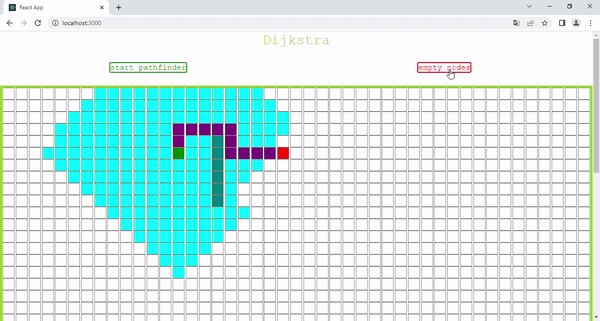 React App
localhost:3000
Dijkstra
start pathfinder
empty nodes